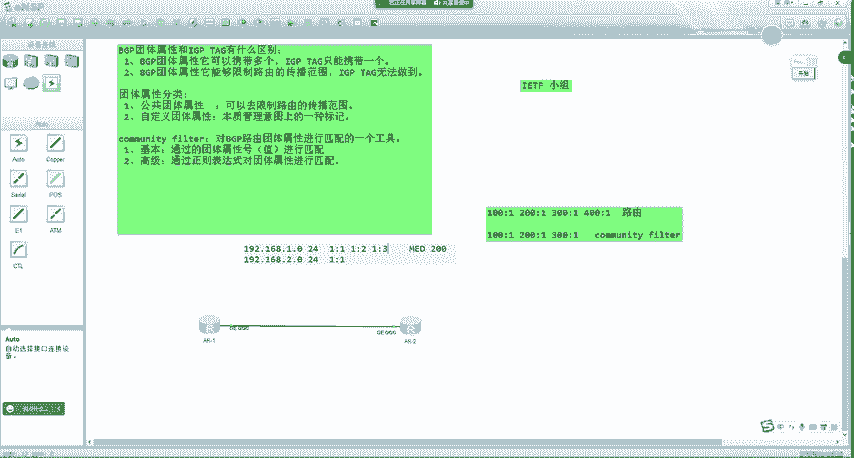 eNSP
BGP团体属性和IGP TAG有什么区别:
1、BGP团体属性它可以携带多个，IGP TAG只能携带一个。
2、BGP团体属性它能够限制路由的传播范围，IGP TAG无法做到。
团体属性分类:
1、公共团体属性 ：可以去限制路由的传播范围。
2、自定义团体属性：本质管理意图上的一种标记。
community filter：对BGP路由团体属性进行匹配的一个工具。
1、基本：通过的团体属性号（值）进行匹配
2、高级：通过正则表达式对团体属性进行匹配。
IETF 小组
100:1 200:1 300:1 400:1 路由
100:1 200:1 300:1 community filter
192.168.1.0 24 1:1 1:2 1:3 MED 200
192.168.2.0 24 1:1
AR-1
AR-2
Auto
Auto
Copper
Serial
POS
E1
ATM
CTL
Auto
自动选择接口连接设备。